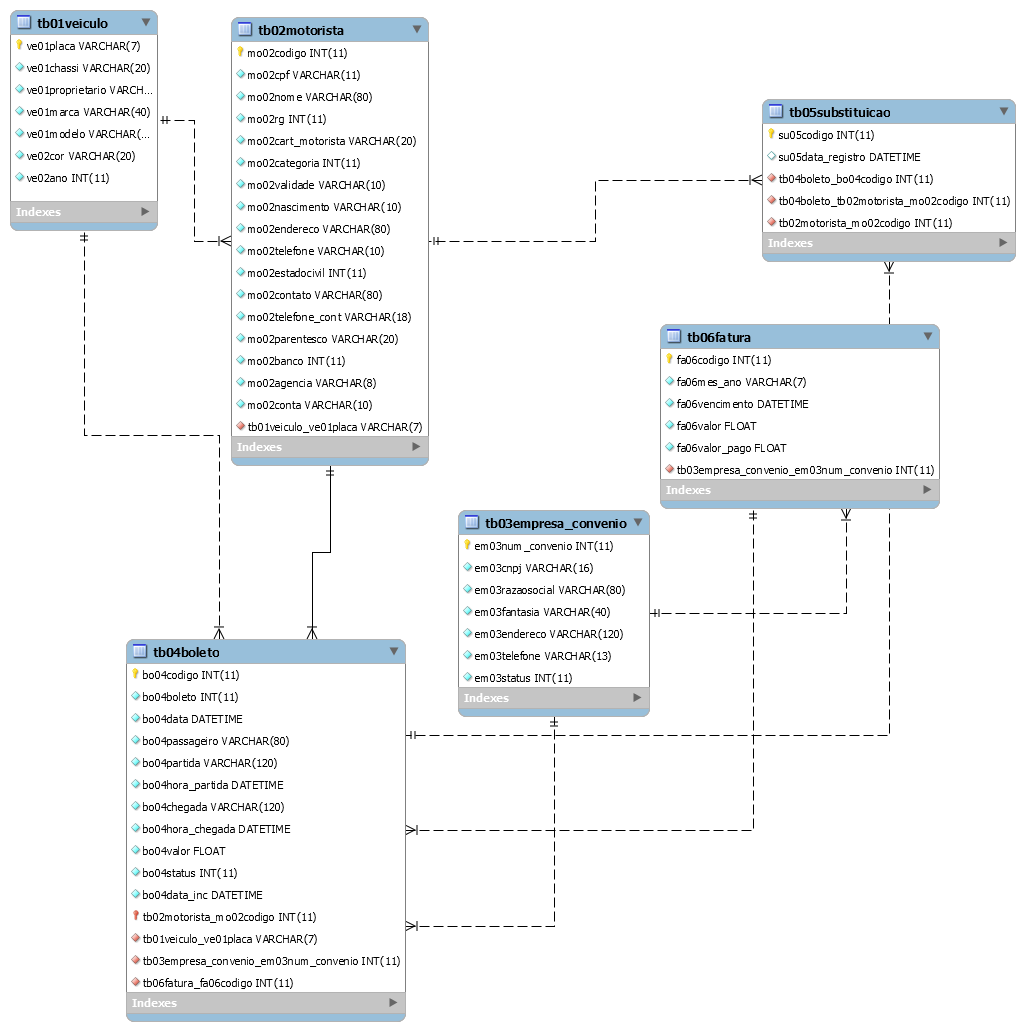 tb01veiculo
ve01placa VARCHAR(7)
ve01chassi VARCHAR(20)
ve01proprietario VARCH...
ve01marca VARCHAR(40)
ve01modelo VARCHAR(...
ve02cor VARCHAR(20)
ve02ano INT(11)
Indexes
tb02motorista
mo02codigo INT(11)
mo02cpf VARCHAR(11)
mo02nome VARCHAR(80)
mo02rg INT(11)
mo02cart_motorista VARCHAR(20)
mo02categoria INT(11)
mo02validade VARCHAR(10)
mo02nascimento VARCHAR(10)
mo02endereco VARCHAR(80)
mo02telefone VARCHAR(10)
mo02estadocivil INT(11)
mo02contato VARCHAR(80)
mo02telefone_cont VARCHAR(18)
mo02parentesco VARCHAR(20)
mo02banco INT(11)
mo02agencia VARCHAR(8)
mo02conta VARCHAR(10)
tb01veiculo_ve01placa VARCHAR(7)
Indexes
tb05substituicao
su05codigo INT(11)
su05data_registro DATETIME
tb04boleto_bo04codigo INT(11)
tb04boleto_tb02motorista_mo02codigo INT(11)
tb02motorista_mo02codigo INT(11)
Indexes
tb06fatura
fa06codigo INT(11)
fa06mes_ano VARCHAR(7)
fa06vencimento DATETIME
fa06valor FLOAT
fa06valor_pago FLOAT
tb03empresa_convenio_em03num_convenio INT(11)
Indexes
tb03empresa_convenio
em03num_convenio INT(11)
em03cnpj VARCHAR(16)
em03razaosocial VARCHAR(80)
em03fantasia VARCHAR(40)
em03endereco VARCHAR(120)
em03telefone VARCHAR(13)
em03status INT(11)
Indexes
tb04boleto
bo04codigo INT(11)
bo04boleto INT(11)
bo04data DATETIME
bo04passageiro VARCHAR(80)
bo04partida VARCHAR(120)
bo04hora_partida DATETIME
bo04chegada VARCHAR(120)
bo04hora_chegada DATETIME
bo04valor FLOAT
bo04status INT(11)
bo04data_inc DATETIME
tb02motorista_mo02codigo INT(11)
tb01veiculo_ve01placa VARCHAR(7)
tb03empresa_convenio_em03num_convenio INT(11)
tb06fatura_fa06codigo INT(11)
Indexes